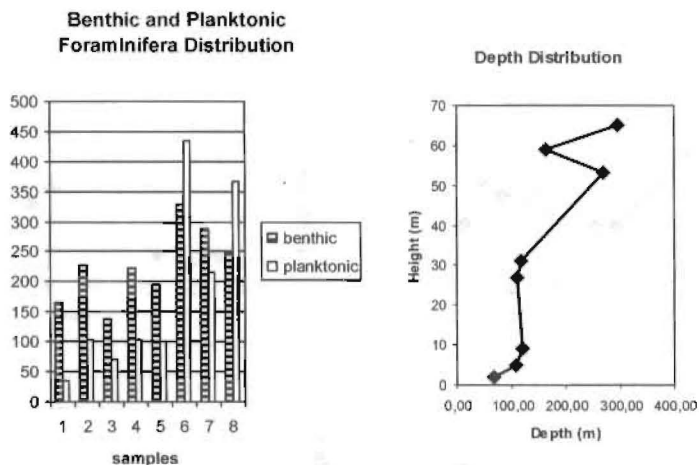 Benthic and Planktonic
Foraminifera Distribution
500
450
400
350
300
250
200
150
100
50
0
1 2 3 4 5 6 7 8
samples
benthic
planktonic
Depth Distribution
Height (m)
70
60
50
40
30
20
10
0
0,00 100,00 200,00 300,00 400,00
Depth (m)